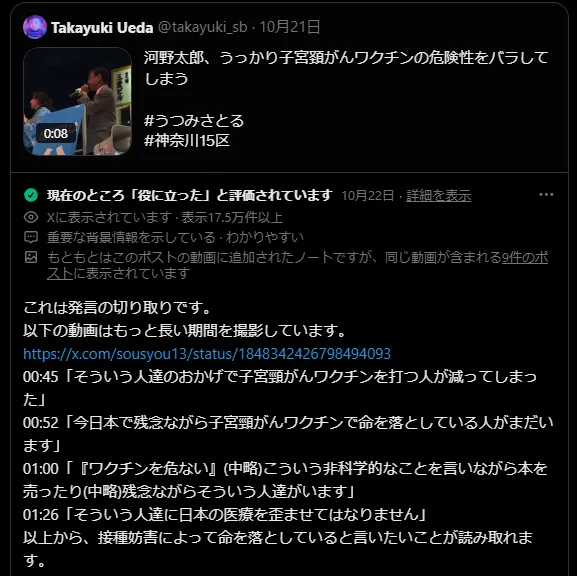 Takayuki Ueda @takayuki_sb · 10月21日
河野太郎、うっかり子宮頚がんワクチンの危険性をバラして
しまう
#うつみさとる
#神奈川15区
0:08
現在のところ「役に立った」と評価されています 10月22日 · 詳細を表示
Xに表示されています · 表示17.5万件以上
重要な背景情報を示している · わかりやすい
もともとはこのポストの動画に追加されたノートですが、同じ動画が含まれる9件のポ
ストに表示されています
これは発言の切り取りです。
以下の動画はもっと長い期間を撮影しています。
https://x.com/sousyou13/status/1848342426798494093
00:45「そういう人達のおかげで子宮頸がんワクチンを打つ人が減ってしまっ
た」
00:52「今日本で残念ながら子宮頸がんワクチンで命を落としている人がまだい
ます」
01:00「『ワクチンを危ない』(中略)こういう非科学的なことを言いながら本を
売ったり(中略)残念ながらそういう人達がいます」
01:26「そういう人達に日本の医療を歪ませてはなりません」
以上から、接種妨害によって命を落としていると言いたいことが読み取れま
す。